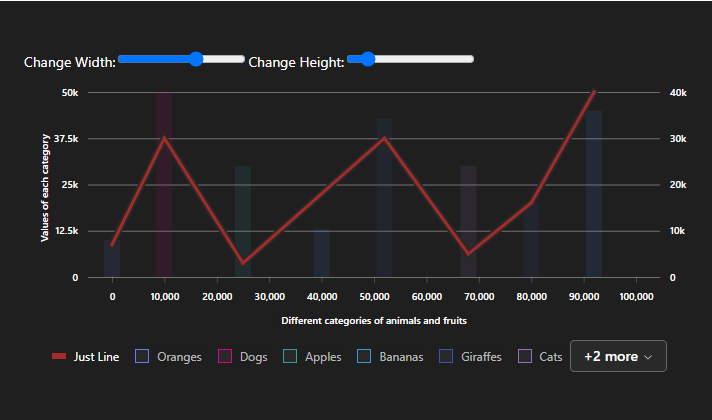 Change Width: Change Height:
50k 40k
37.5k 30k
Values of each category
25k 20k
12.5k 10k
0 0
0 10,000 20,000 30,000 40,000 50,000 60,000 70,000 80,000 90,000 100,000
Different categories of animals and fruits
Just Line Oranges Dogs Apples Bananas Giraffes Cats +2 more